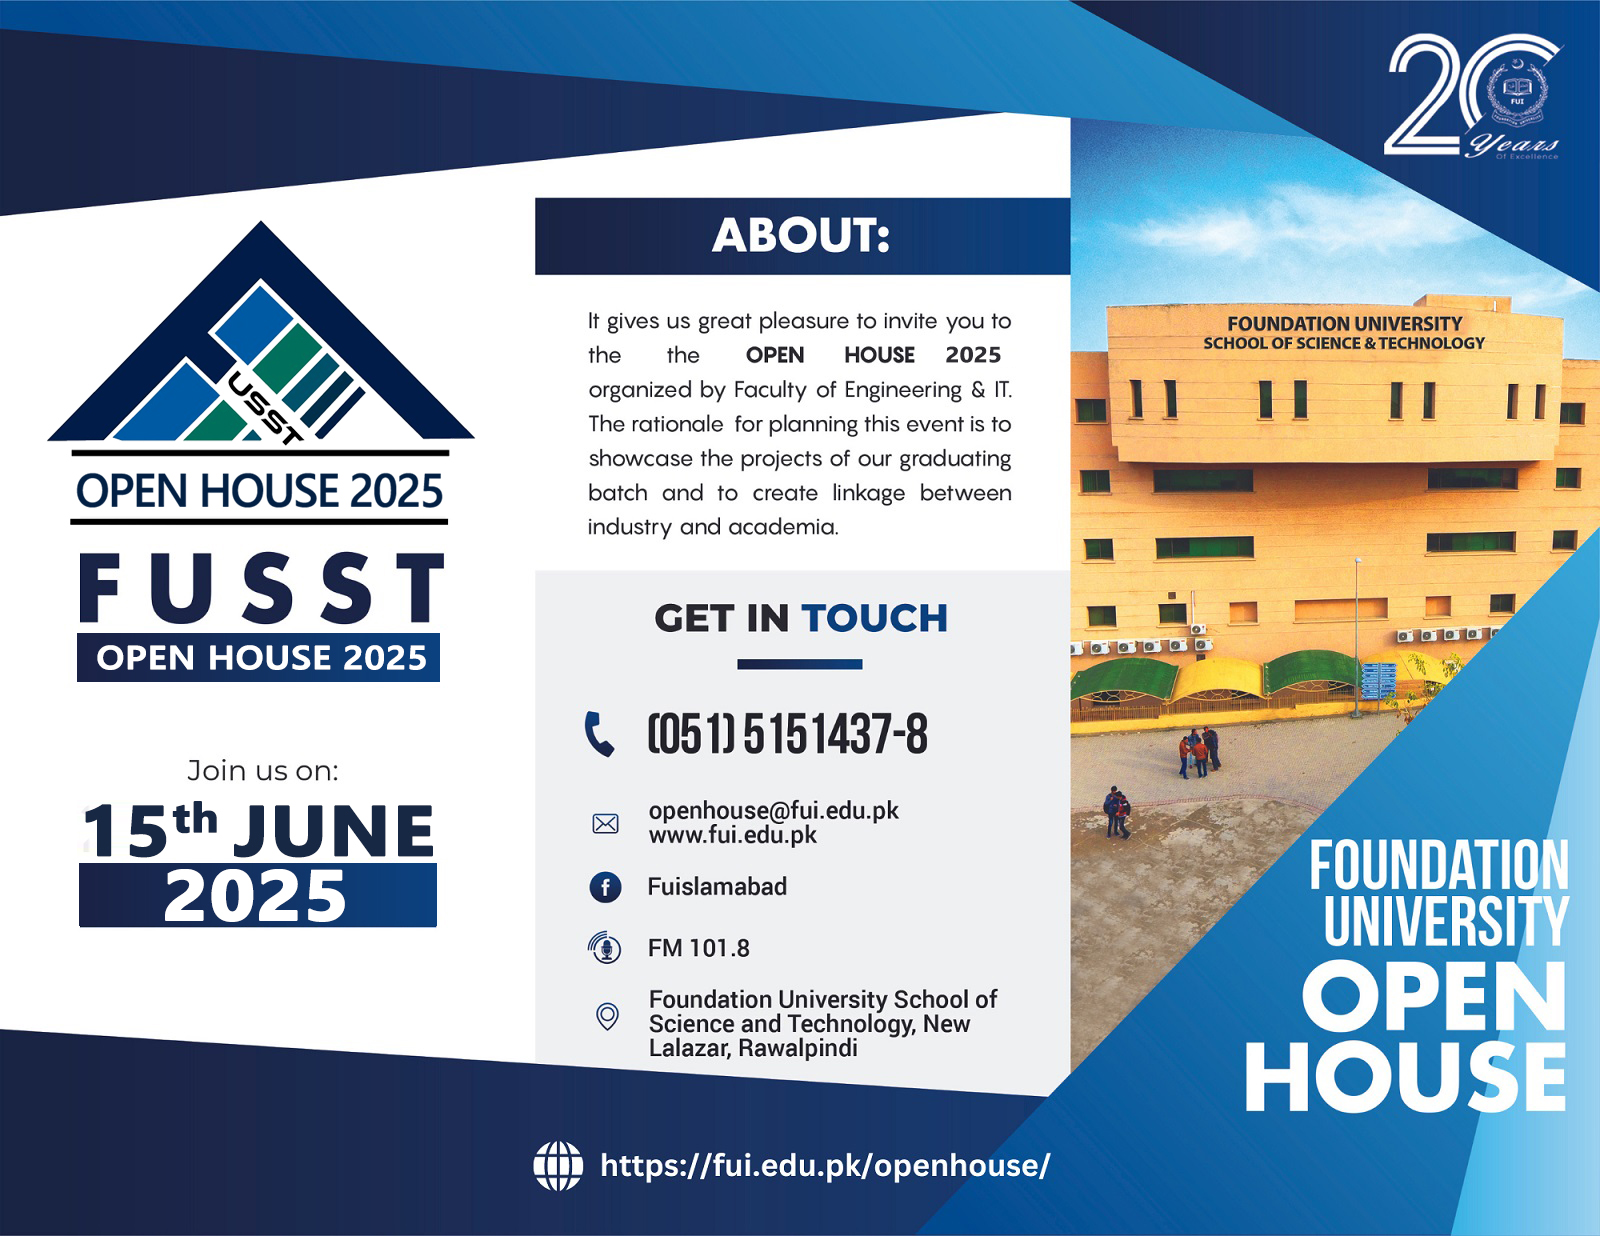 20
FUI
Years
Of Excellence
USST
OPEN HOUSE 2025
FUSST
OPEN HOUSE 2025
Join us on:
15th JUNE
2025
ABOUT:
It gives us great pleasure to invite you to
the the OPEN HOUSE 2025
organized by Faculty of Engineering & IT.
The rationale for planning this event is to
showcase the projects of our graduating
batch and to create linkage between
industry and academia.
GET IN TOUCH
(051) 5151437-8
openhouse@fui.edu.pk
www.fui.edu.pk
f
Fuislamabad
FM 101.8
Foundation University School of
Science and Technology, New
Lalazar, Rawalpindi
https://fui.edu.pk/openhouse/
FOUNDATION UNIVERSITY
SCHOOL OF SCIENCE & TECHNOLOGY
FOUNDATION
UNIVERSITY
OPEN
HOUSE